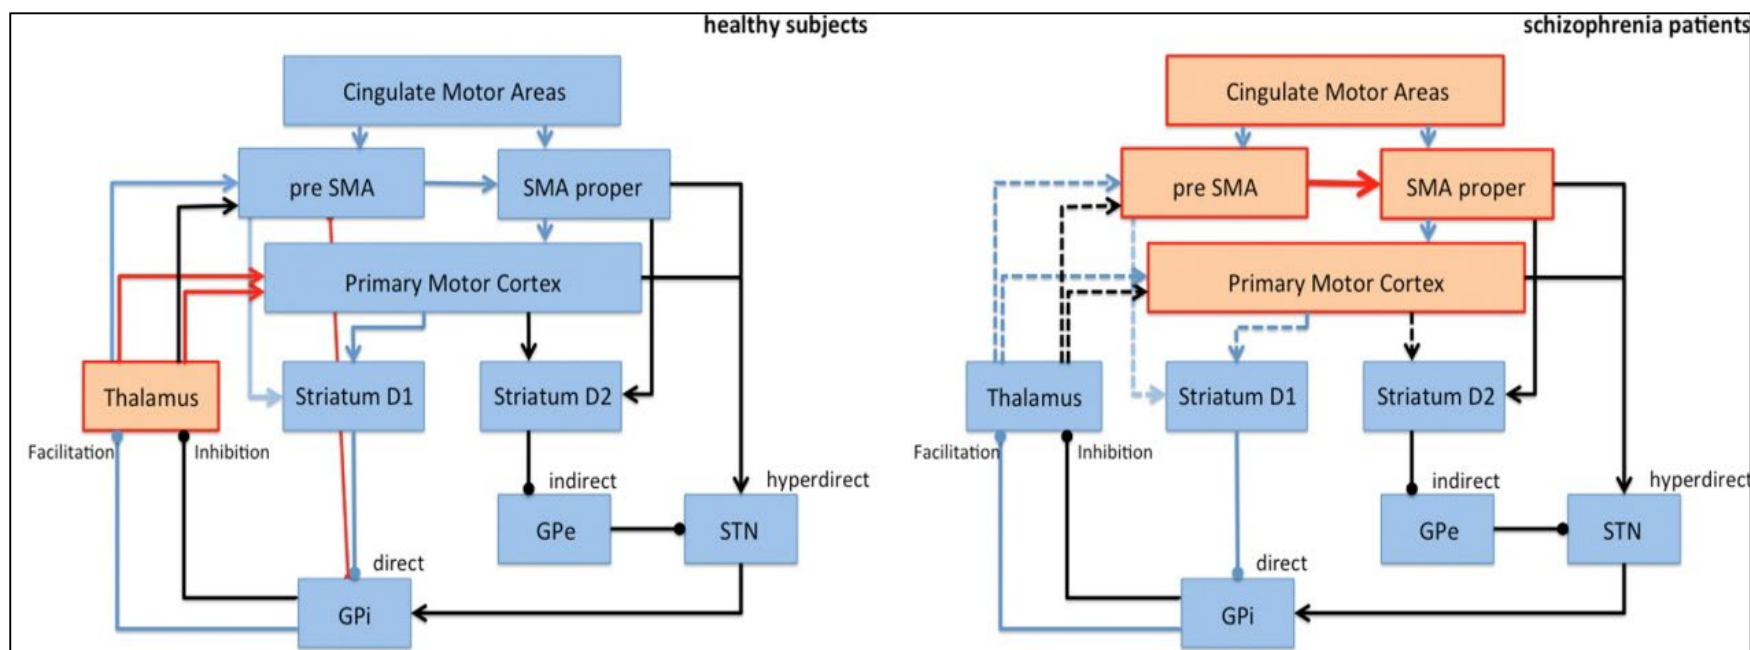 healthy subjects
Cingulate Motor Areas
pre SMA
SMA proper
Primary Motor Cortex
Thalamus
Striatum D1
Striatum D2
Facilitation
Inhibition
indirect
hyperdirect
GPe
STN
direct
GPi
schizophrenia patients
Cingulate Motor Areas
pre SMA
SMA proper
Primary Motor Cortex
Thalamus
Striatum D1
Striatum D2
Facilitation
Inhibition
indirect
hyperdirect
GPe
STN
direct
GPi